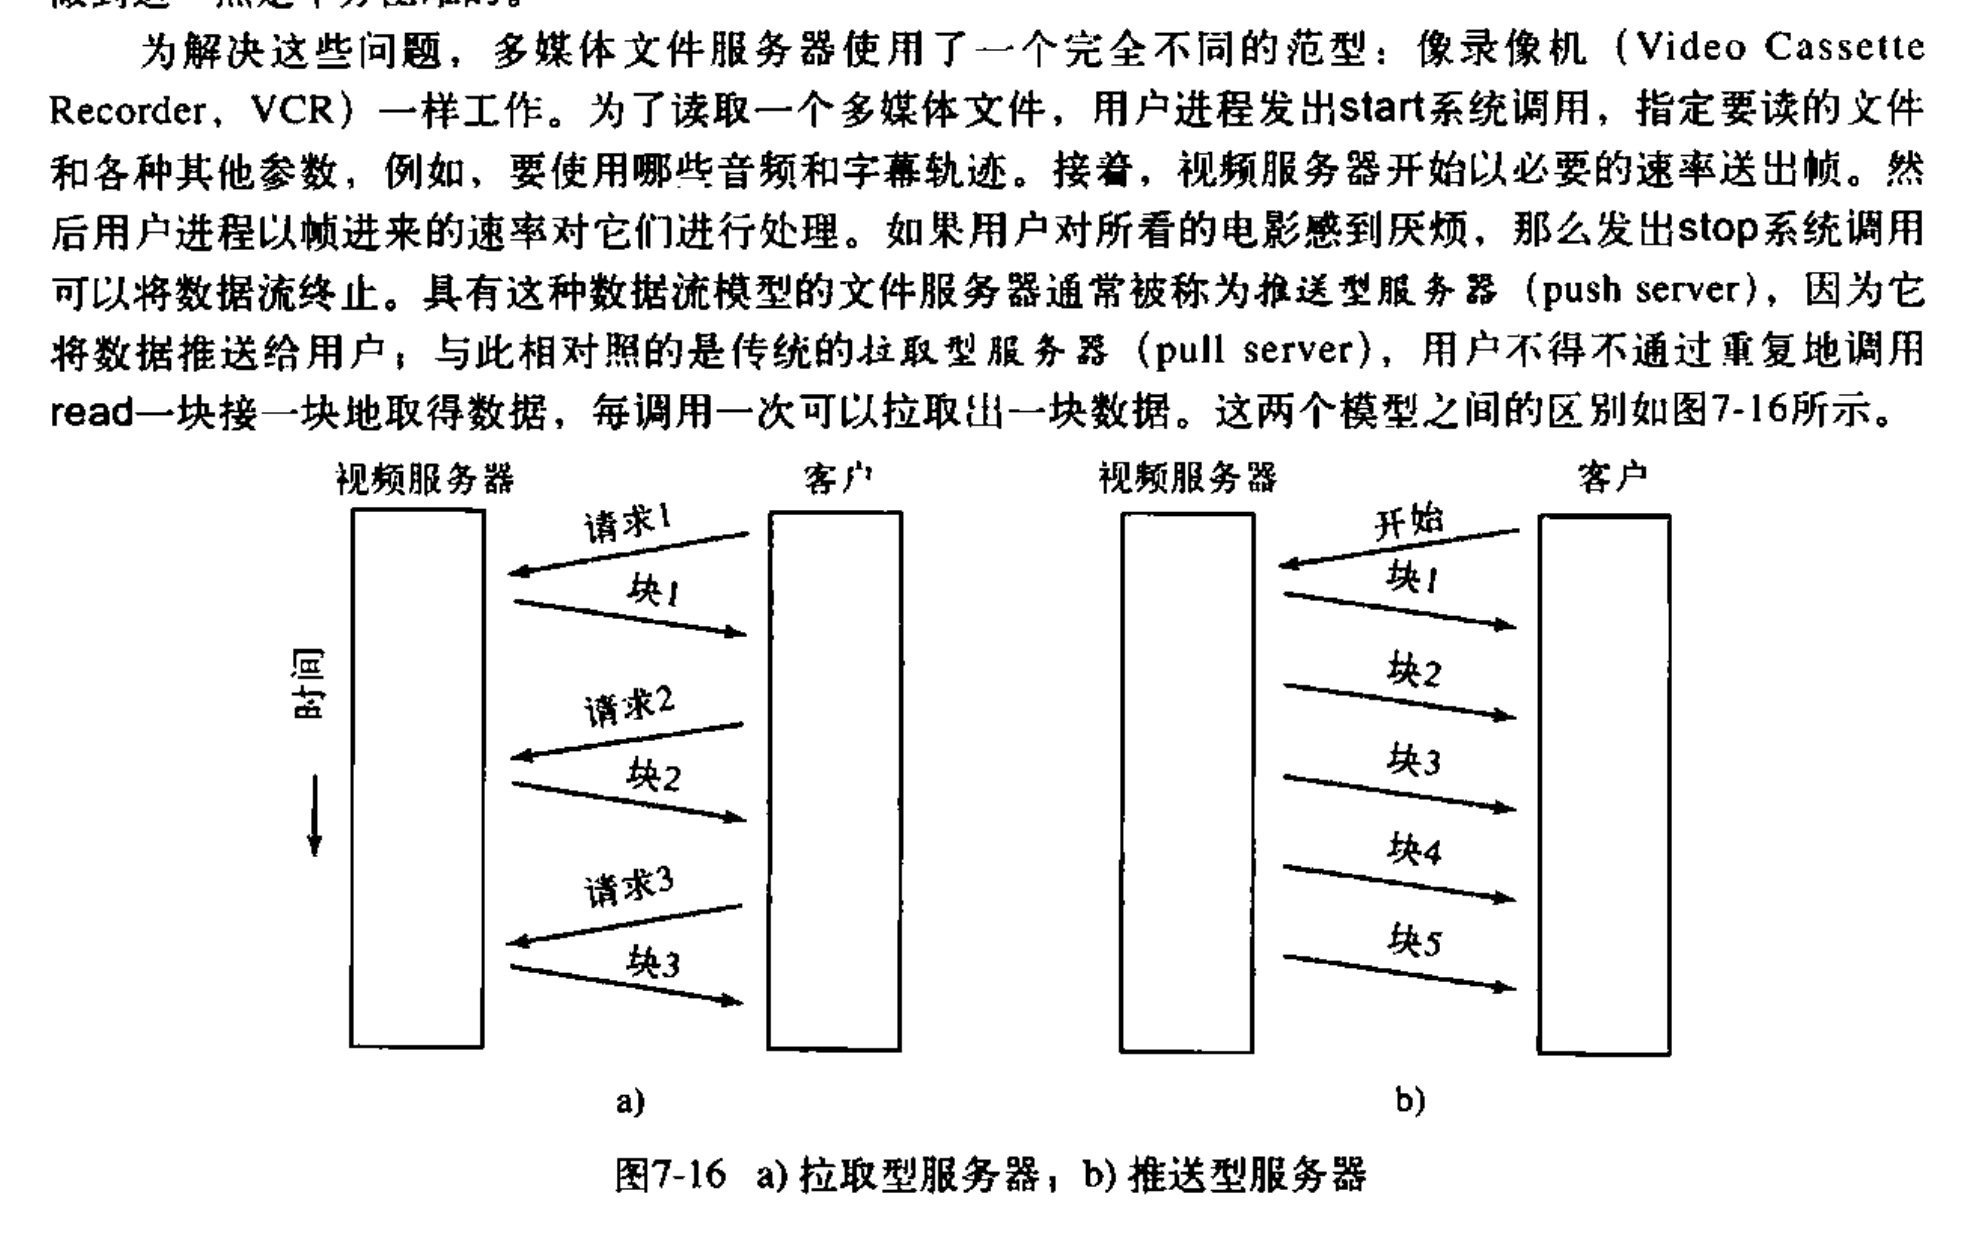 为解决这些问题，多媒体文件服务器使用了一个完全不同的范型：像录像机（Video Cassette
Recorder，VCR）一样工作。为了读取一个多媒体文件，用户进程发出start系统调用，指定要读的文件
和各种其他参数，例如，要使用哪些音频和字幕轨迹。接着，视频服务器开始以必要的速率送出帧。然
后用户进程以帧进来的速率对它们进行处理。如果用户对所看的电影感到厌烦，那么发出stop系统调用
可以将数据流终止。具有这种数据流模型的文件服务器通常被称为推送型服务器（push server），因为它
将数据推送给用户；与此相对照的是传统的拉取型服务器（pull server），用户不得不通过重复地调用
read一块接一块地取得数据，每调用一次可以拉取出一块数据。这两个模型之间的区别如图7-16所示。
视频服务器 客户 视频服务器 客户
请求1
块1
请求2
块2
请求3
块3
时间
开始
块1
块2
块3
块4
块5
a) b)
图7-16 a) 拉取型服务器；b) 推送型服务器